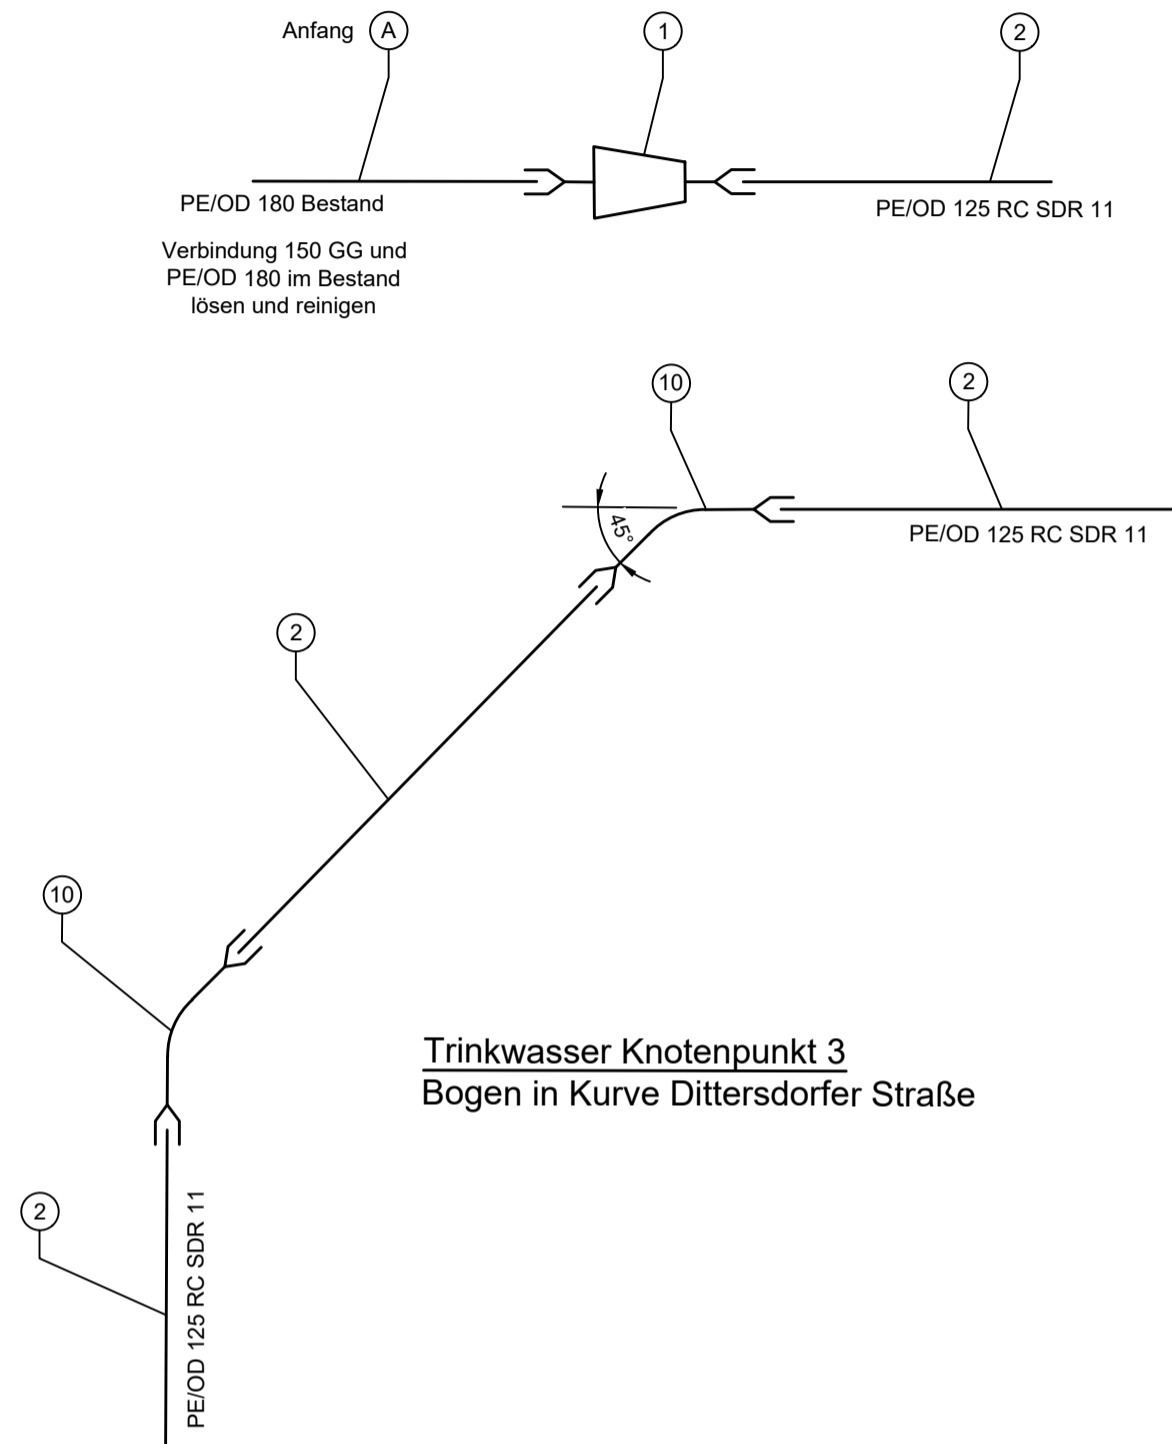 Anfang A
1
2
PE/OD 180 Bestand
PE/OD 125 RC SDR 11
Verbindung 150 GG und
PE/OD 180 im Bestand
lösen und reinigen
10
2
45°
PE/OD 125 RC SDR 11
2
10
Trinkwasser Knotenpunkt 3
Bogen in Kurve Dittersdorfer Straße
2
PE/OD 125 RC SDR 11